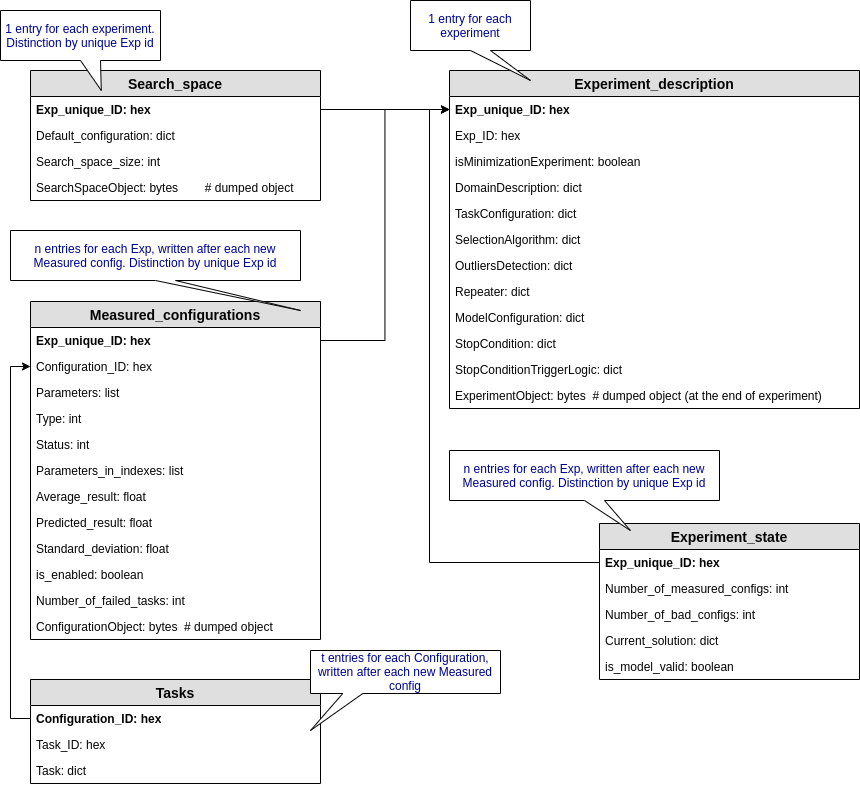 1 entry for each experiment.
Distinction by unique Exp id
Search_space
Exp_unique_ID: hex
Default_configuration: dict
Search_space_size: int
SearchSpaceObject: bytes # dumped object
1 entry for each
experiment
Experiment_description
Exp_unique_ID: hex
Exp_ID: hex
isMinimizationExperiment: boolean
DomainDescription: dict
TaskConfiguration: dict
SelectionAlgorithm: dict
OutliersDetection: dict
Repeater: dict
ModelConfiguration: dict
StopCondition: dict
StopConditionTriggerLogic: dict
ExperimentObject: bytes # dumped object (at the end of experiment)
n entries for each Exp, written after each new
Measured config. Distinction by unique Exp id
Measured_configurations
Exp_unique_ID: hex
Configuration_ID: hex
Parameters: list
Type: int
Status: int
Parameters_in_indexes: list
Average_result: float
Predicted_result: float
Standard_deviation: float
is_enabled: boolean
Number_of_failed_tasks: int
ConfigurationObject: bytes # dumped object
n entries for each Exp, written after each new
Measured config. Distinction by unique Exp id
Experiment_state
Exp_unique_ID: hex
Number_of_measured_configs: int
Number_of_bad_configs: int
Current_solution: dict
is_model_valid: boolean
t entries for each Configuration,
written after each new Measured
config
Tasks
Configuration_ID: hex
Task_ID: hex
Task: dict